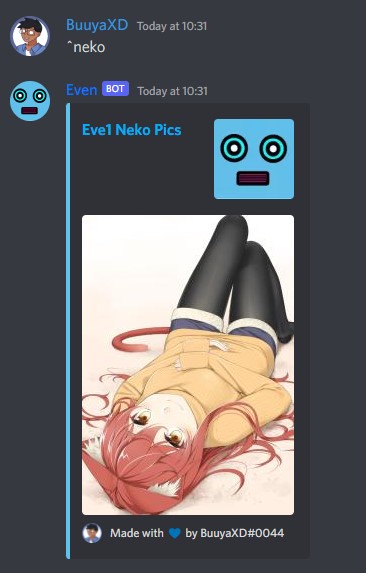 BuuyaXD Today at 10:31
^neko
Even BOT Today at 10:31
Eve1 Neko Pics
Made with 💙 by BuuyaXD#0044